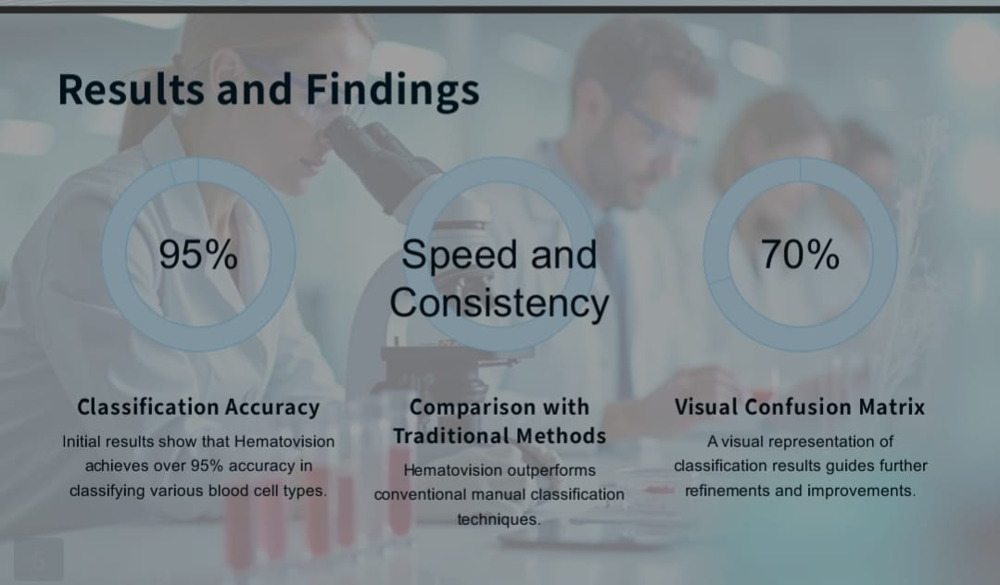 Results and Findings
95%
Speed and
Consistency
70%
Classification Accuracy
Initial results show that Hematovision
achieves over 95% accuracy in
classifying various blood cell types.
Comparison with
Traditional Methods
Hematovision outperforms
conventional manual classification
techniques.
Visual Confusion Matrix
A visual representation of
classification results guides further
refinements and improvements.